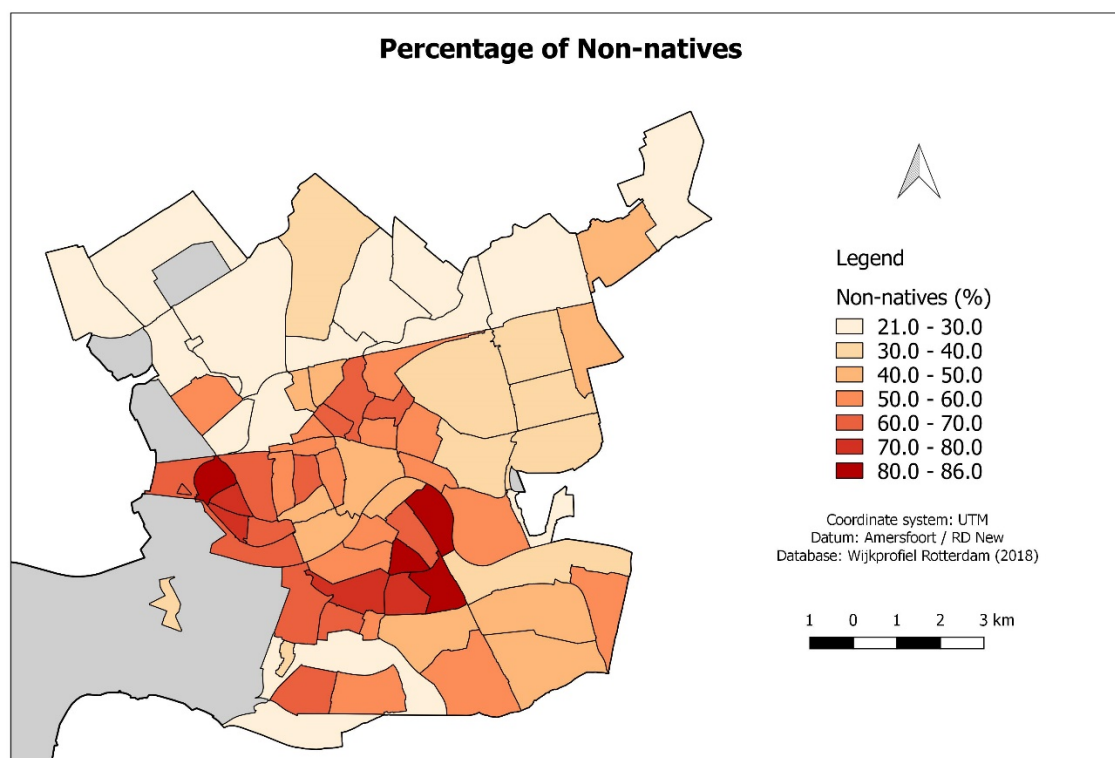 Percentage of Non-natives
Legend
Non-natives (%)
21.0 - 30.0
30.0 - 40.0
40.0 - 50.0
50.0 - 60.0
60.0 - 70.0
70.0 - 80.0
80.0 - 86.0
Coordinate system: UTM
Datum: Amersfoort / RD New
Database: Wijkprofiel Rotterdam (2018)
1 0 1 2 3 km